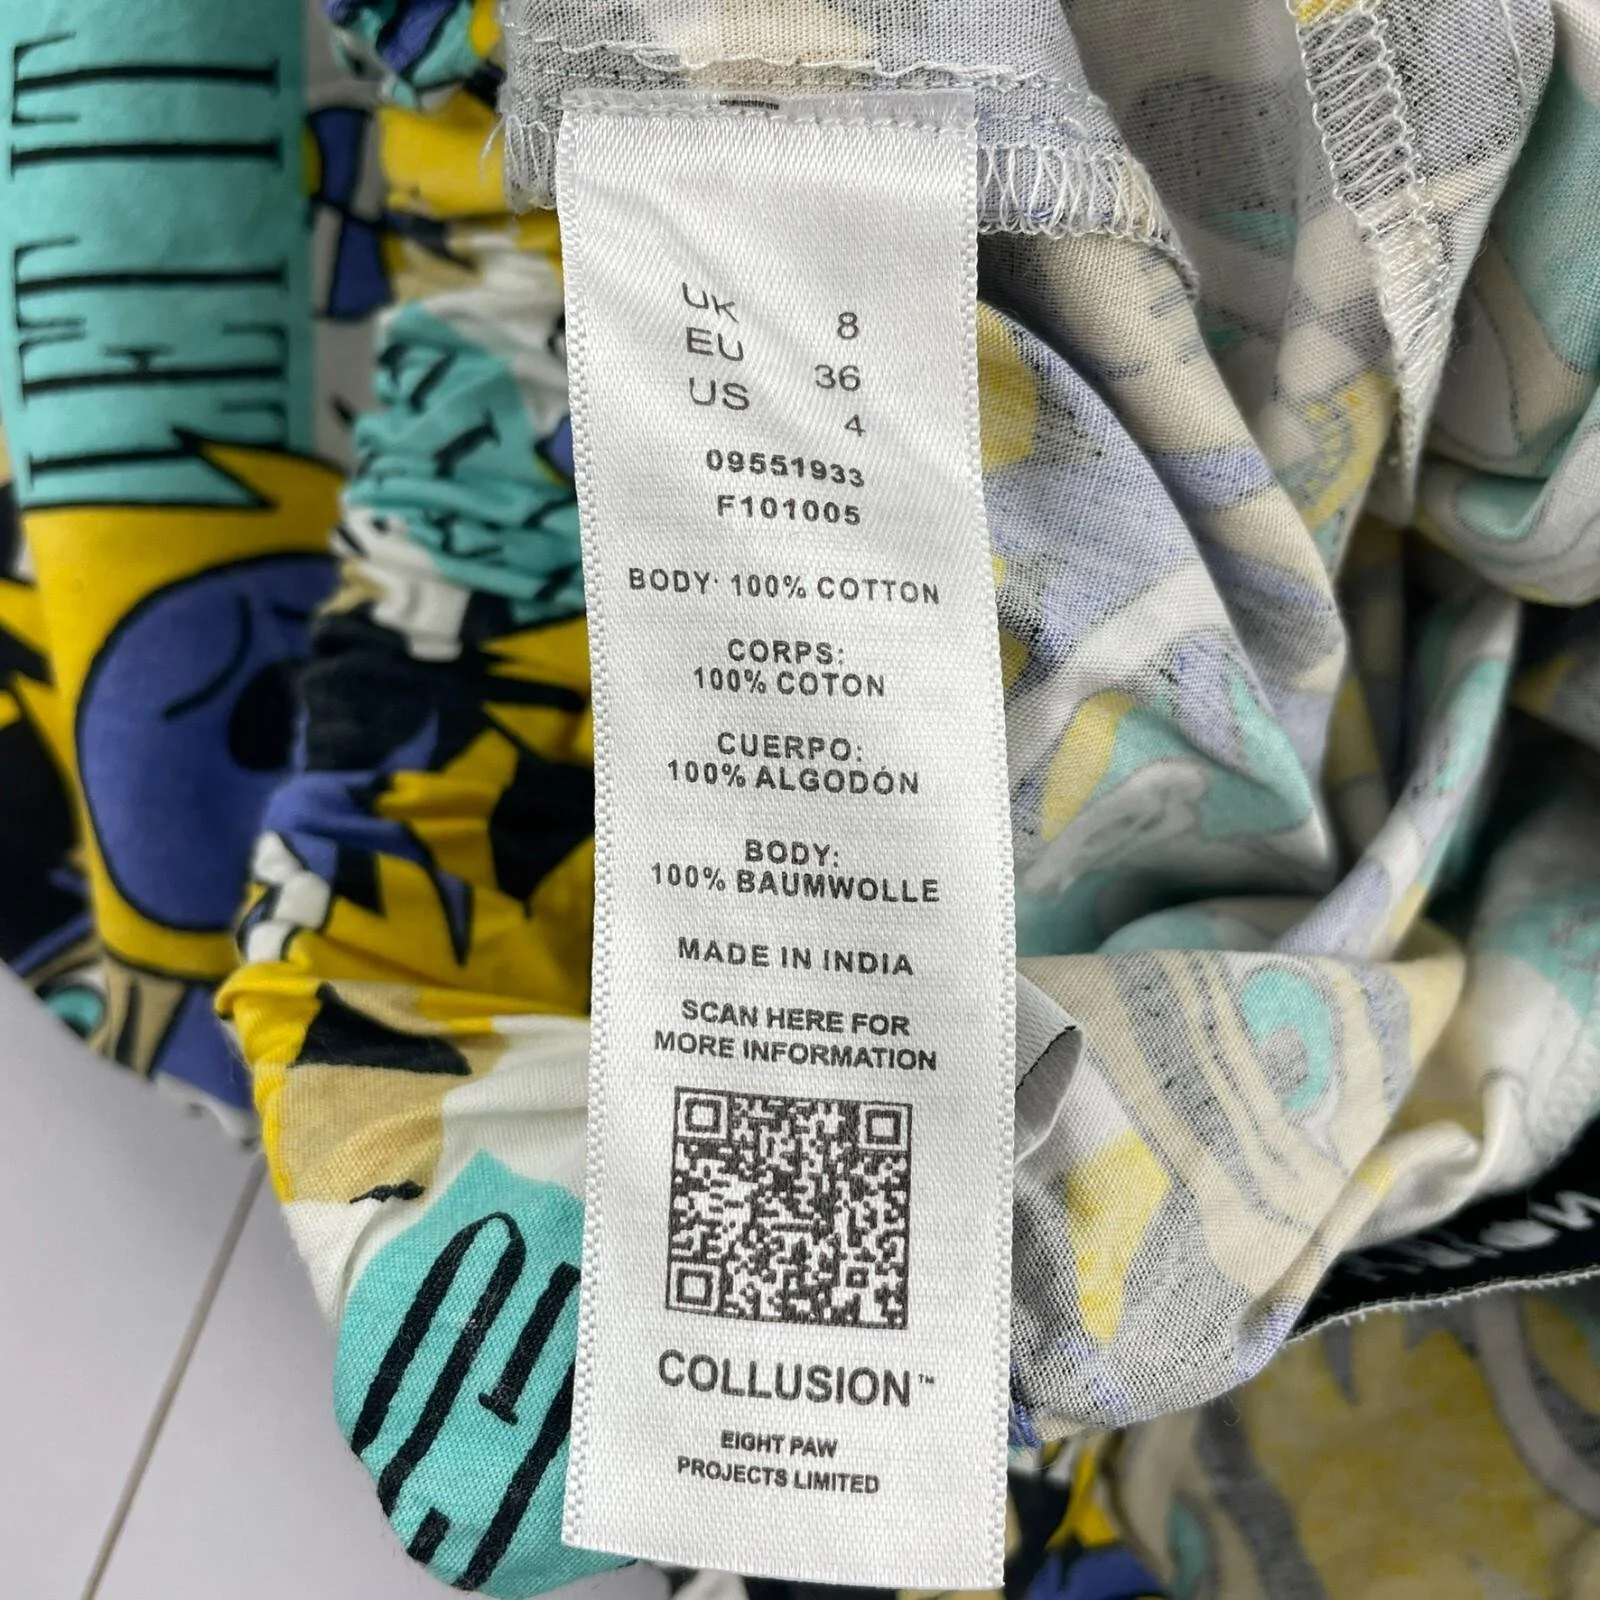 UK 8
EU 36
US 4
09551933
F101005
BODY: 100% COTTON
CORPS:
100% COTON
CUERPO:
100% ALGODÓN
BODY:
100% BAUMWOLLE
MADE IN INDIA
SCAN HERE FOR
MORE INFORMATION
COLLUSION™
EIGHT PAW
PROJECTS LIMITED